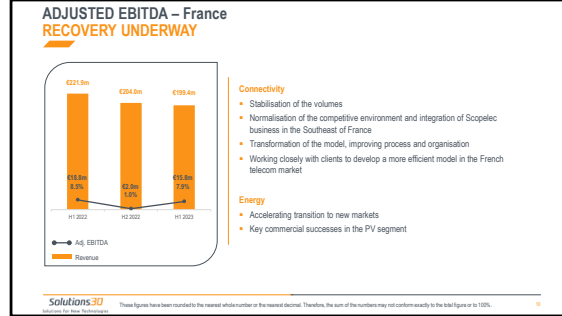 ADJUSTED EBITDA – France
RECOVERY UNDERWAY
€221.9m
€204.0m
€199.4m
€18.8m
8.5%
€2.0m
1.0%
€15.8m
7.9%
H1 2022
H2 2022
H1 2023
Adj. EBITDA
Revenue
Connectivity
Stabilisation of the volumes
Normalisation of the competitive environment and integration of Scopelec
business in the Southeast of France
Transformation of the model, improving process and organisation
Working closely with clients to develop a more efficient model in the French
telecom market
Energy
Accelerating transition to new markets
Key commercial successes in the PV segment
Solutions30
Solutions for New Technologies
These figures have been rounded to the nearest whole number or the nearest decimal. Therefore, the sum of the numbers may not conform exactly to the total figure or to 100%.